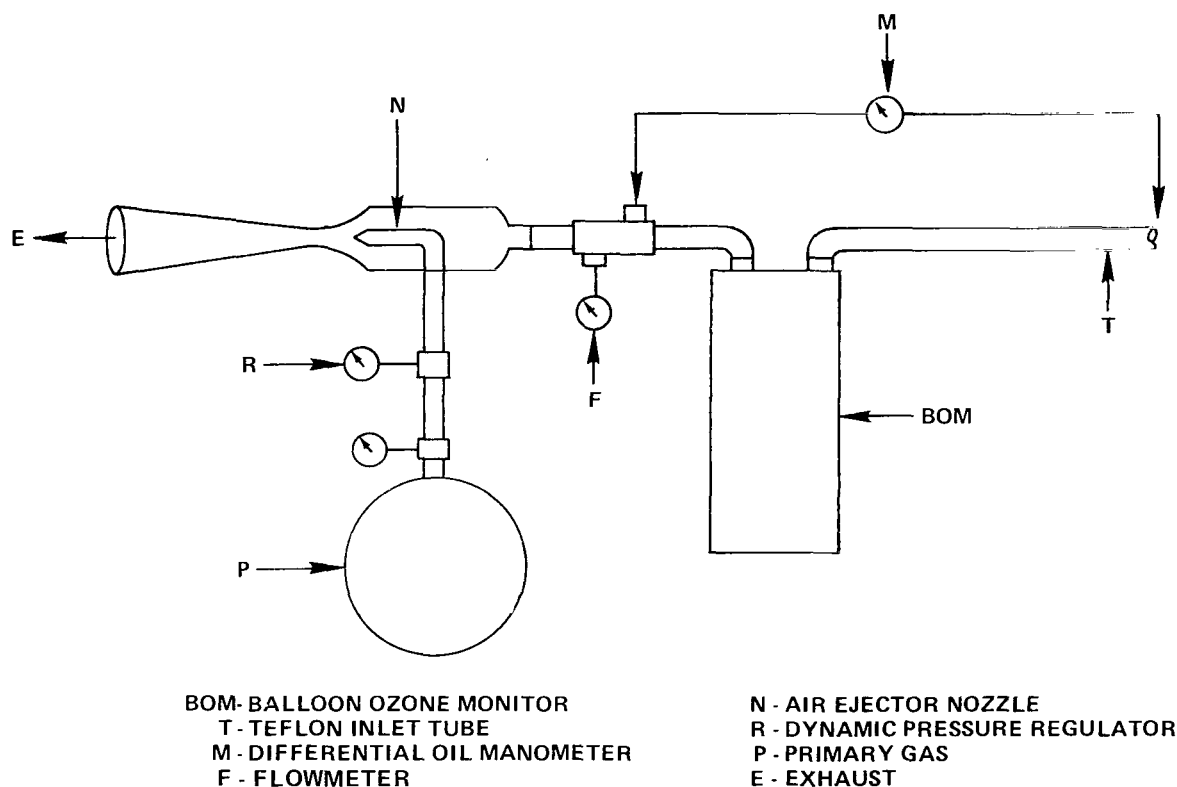 M
N
E
Q
T
R
F
BOM
P
BOM- BALLOON OZONE MONITOR
T - TEFLON INLET TUBE
M - DIFFERENTIAL OIL MANOMETER
F - FLOWMETER
N - AIR EJECTOR NOZZLE
R - DYNAMIC PRESSURE REGULATOR
P - PRIMARY GAS
E - EXHAUST